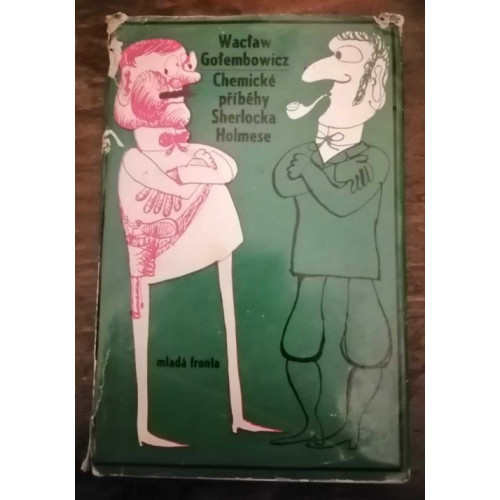 Wacław
Gołembowicz
Chemické
příběhy
Sherlocka
Holmese
mladá fronta